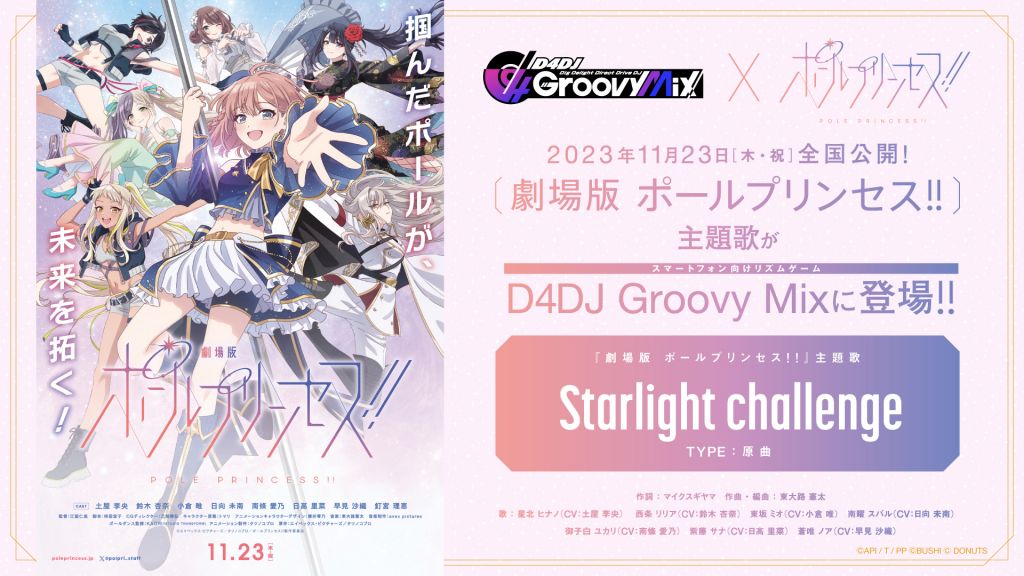 掴んだポールが、
未来を拓く!
劇場版
ポールプリンセス!!
POLE PRINCESS!!
CAST 土屋 李央 鈴木 杏奈 小倉 唯 日向 未南 南條 愛乃 日高 里菜 早見 沙織 釘宮 理恵
poleprincess.jp
polpri_staff
11.23[木・祝]
D4DJ
Dig Delight Direct Drive DJ
Groovy Mix
×
ポールプリンセス!!
POLE PRINCESS!!
2023年11月23日[木・祝]全国公開!
〔劇場版 ポールプリンセス!!〕
主題歌が
スマートフォン向けリズムゲーム
D4DJ Groovy Mixに登場!!
『劇場版 ポールプリンセス!!』主題歌
Starlight challenge
TYPE:原曲
作詞:マイクスギヤマ 作曲・編曲:東大路 憲太
歌:星北 ヒナノ(CV:土屋 李央) 西条 リリア(CV:鈴木 杏奈) 東坂 ミオ(CV:小倉 唯) 南曜 スバル(CV:日向 未南)
御子白 ユカリ(CV:南條 愛乃) 紫藤 サナ(CV:日高 里菜) 蒼唯 ノア(CV:早見 沙織)
©API / T / PP ©BUSHI © DONUTS